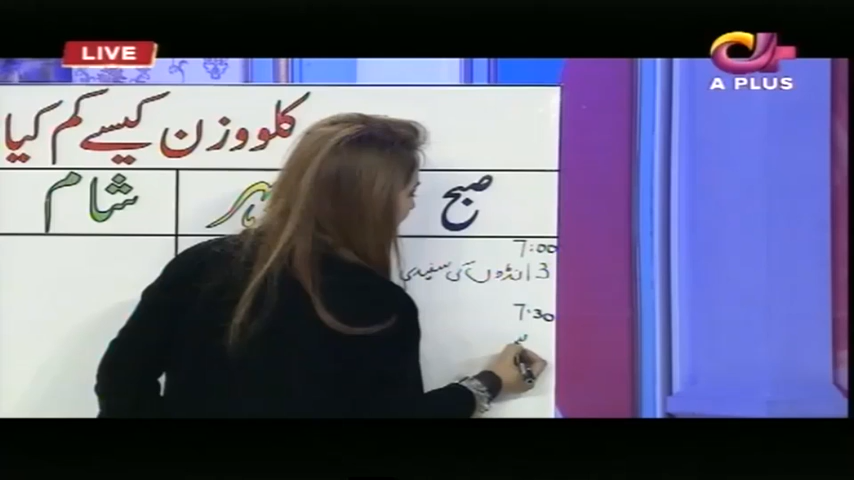 LIVE
A PLUS
کلو وزن کیسے کم کیا
صبح
شام
7:00
3 انڈوں کی سفیدی
7:30